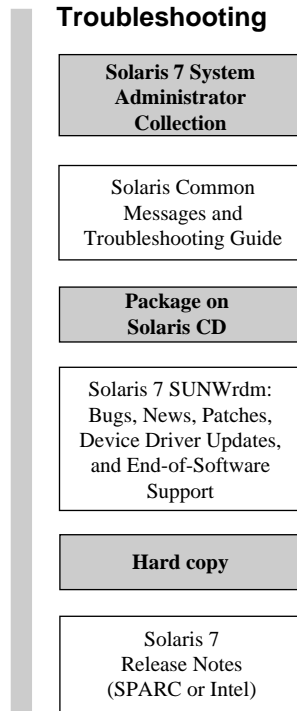 Troubleshooting
Solaris 7 System
Administrator
Collection
Solaris Common
Messages and
Troubleshooting Guide
Package on
Solaris CD
Solaris 7 SUNWrdm:
Bugs, News, Patches,
Device Driver Updates,
and End-of-Software
Support
Hard copy
Solaris 7
Release Notes
(SPARC or Intel)